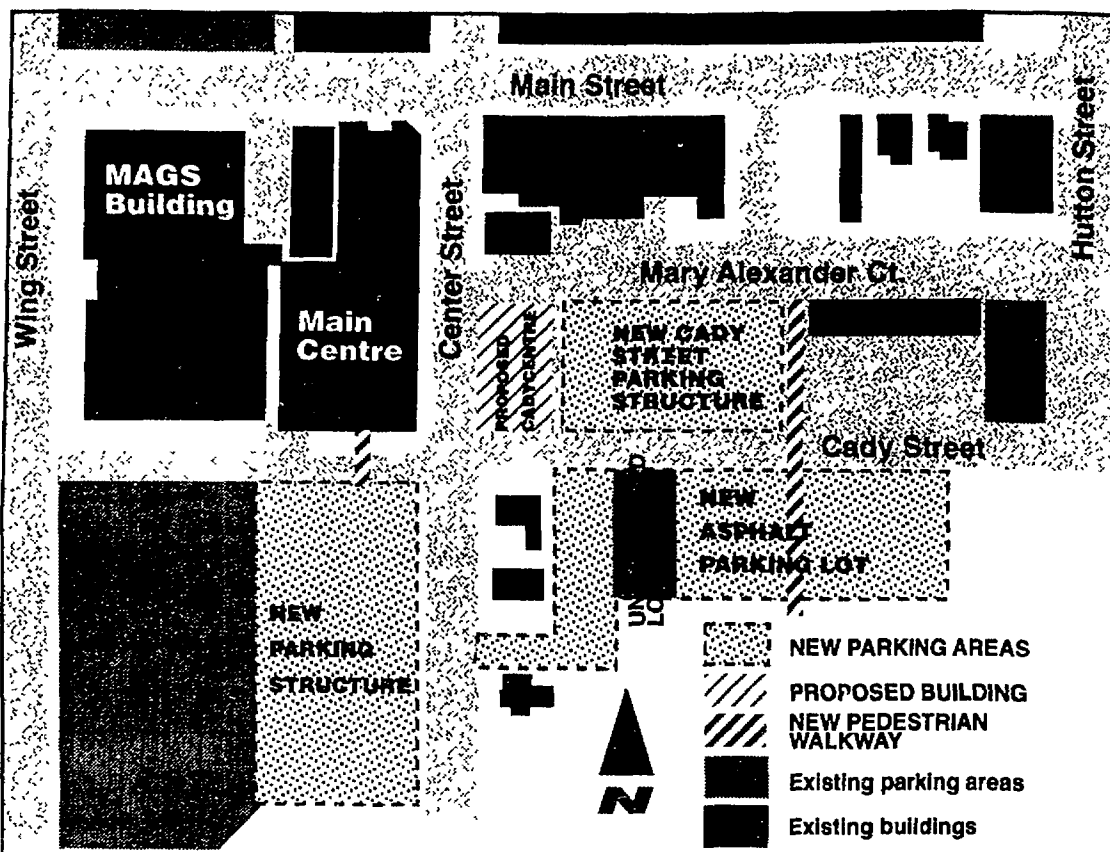 Main Street
Hutton Street
MAGS
Building
Wing Street
Center Street
Mary Alexander Ct.
Main
Centre
PROPOSED
CADYCENTRE
NEW CADY
STREET
PARKING
STRUCTURE
Cady Street
NEW
ASPHALT
PARKING LOT
NEW
PARKING
STRUCTURE
NEW PARKING AREAS
PROPOSED BUILDING
NEW PEDESTRIAN
WALKWAY
Existing parking areas
Existing buildings
N